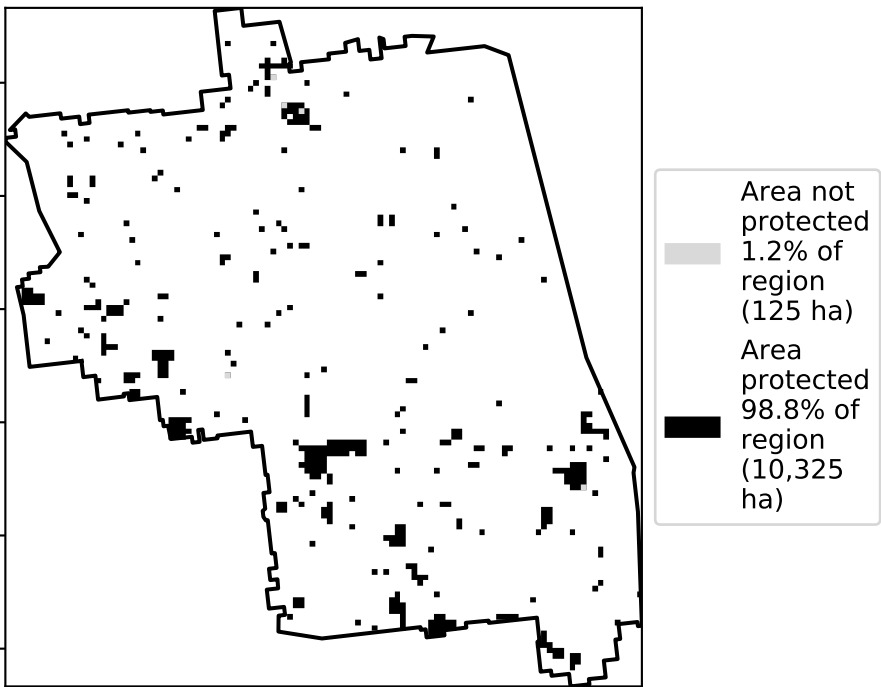 Area not
protected
1.2% of
region
(125 ha)
Area
protected
98.8% of
region
(10,325
ha)